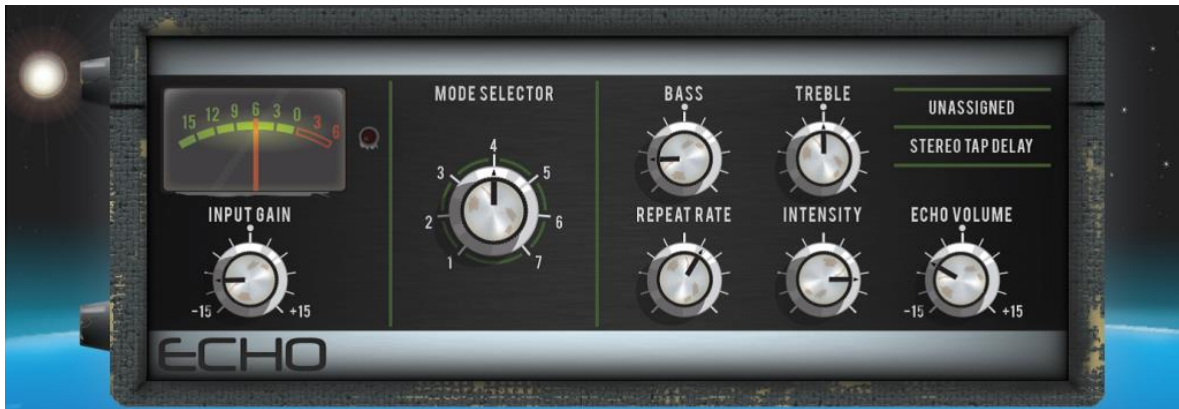 15 12 9 6 3 0 3 6
INPUT GAIN
-15 +15
MODE SELECTOR
1 2 3 4 5 6 7
BASS
TREBLE
UNASSIGNED
STEREO TAP DELAY
REPEAT RATE
INTENSITY
ECHO VOLUME
-15 +15
ECHO